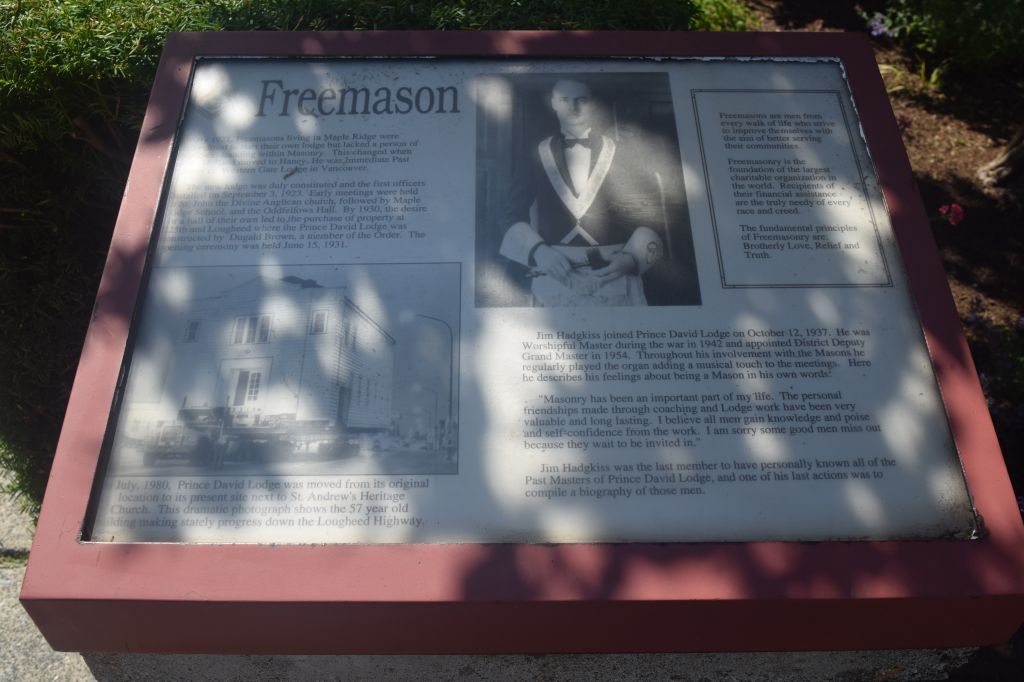 Freemason
1921, Freemasons living in Maple Ridge were
their own lodge but lacked a person of
within Masonry. This changed when
moved to Haney. He was Immediate Past
Western Gate Lodge in Vancouver.
The new lodge was duly constituted and the first officers
on September 3, 1923. Early meetings were held
John the Divine Anglican church, followed by Maple
School, and the Oddfellows Hall. By 1930, the desire
a hall of their own led to the purchase of property at
and Lougheed where the Prince David Lodge was
constructed by Dugald Brown, a member of the Order. The
opening ceremony was held June 15, 1931.
July, 1980, Prince David Lodge was moved from its original
location to its present site next to St. Andrew's Heritage
Church. This dramatic photograph shows the 57 year old
building making stately progress down the Lougheed Highway.
Freemasons are men from
every walk of life who strive
to improve themselves with
the aim of better serving
their communities.
Freemasonry is the
foundation of the largest
charitable organization in
the world. Recipients of
their financial assistance
are the truly needy of every
race and creed.
The fundamental principles
of Freemasonry are:
Brotherly Love, Relief and
Truth.
Jim Hadgkiss joined Prince David Lodge on October 12, 1937. He was
Worshipful Master during the war in 1942 and appointed District Deputy
Grand Master in 1954. Throughout his involvement with the Masons he
regularly played the organ adding a musical touch to the meetings. Here
he describes his feelings about being a Mason in his own words:
"Masonry has been an important part of my life. The personal
friendships made through coaching and Lodge work have been very
valuable and long lasting. I believe all men gain knowledge and poise
and self-confidence from the work. I am sorry some good men miss out
because they wait to be invited in."
Jim Hadgkiss was the last member to have personally known all of the
Past Masters of Prince David Lodge, and one of his last actions was to
compile a biography of those men.